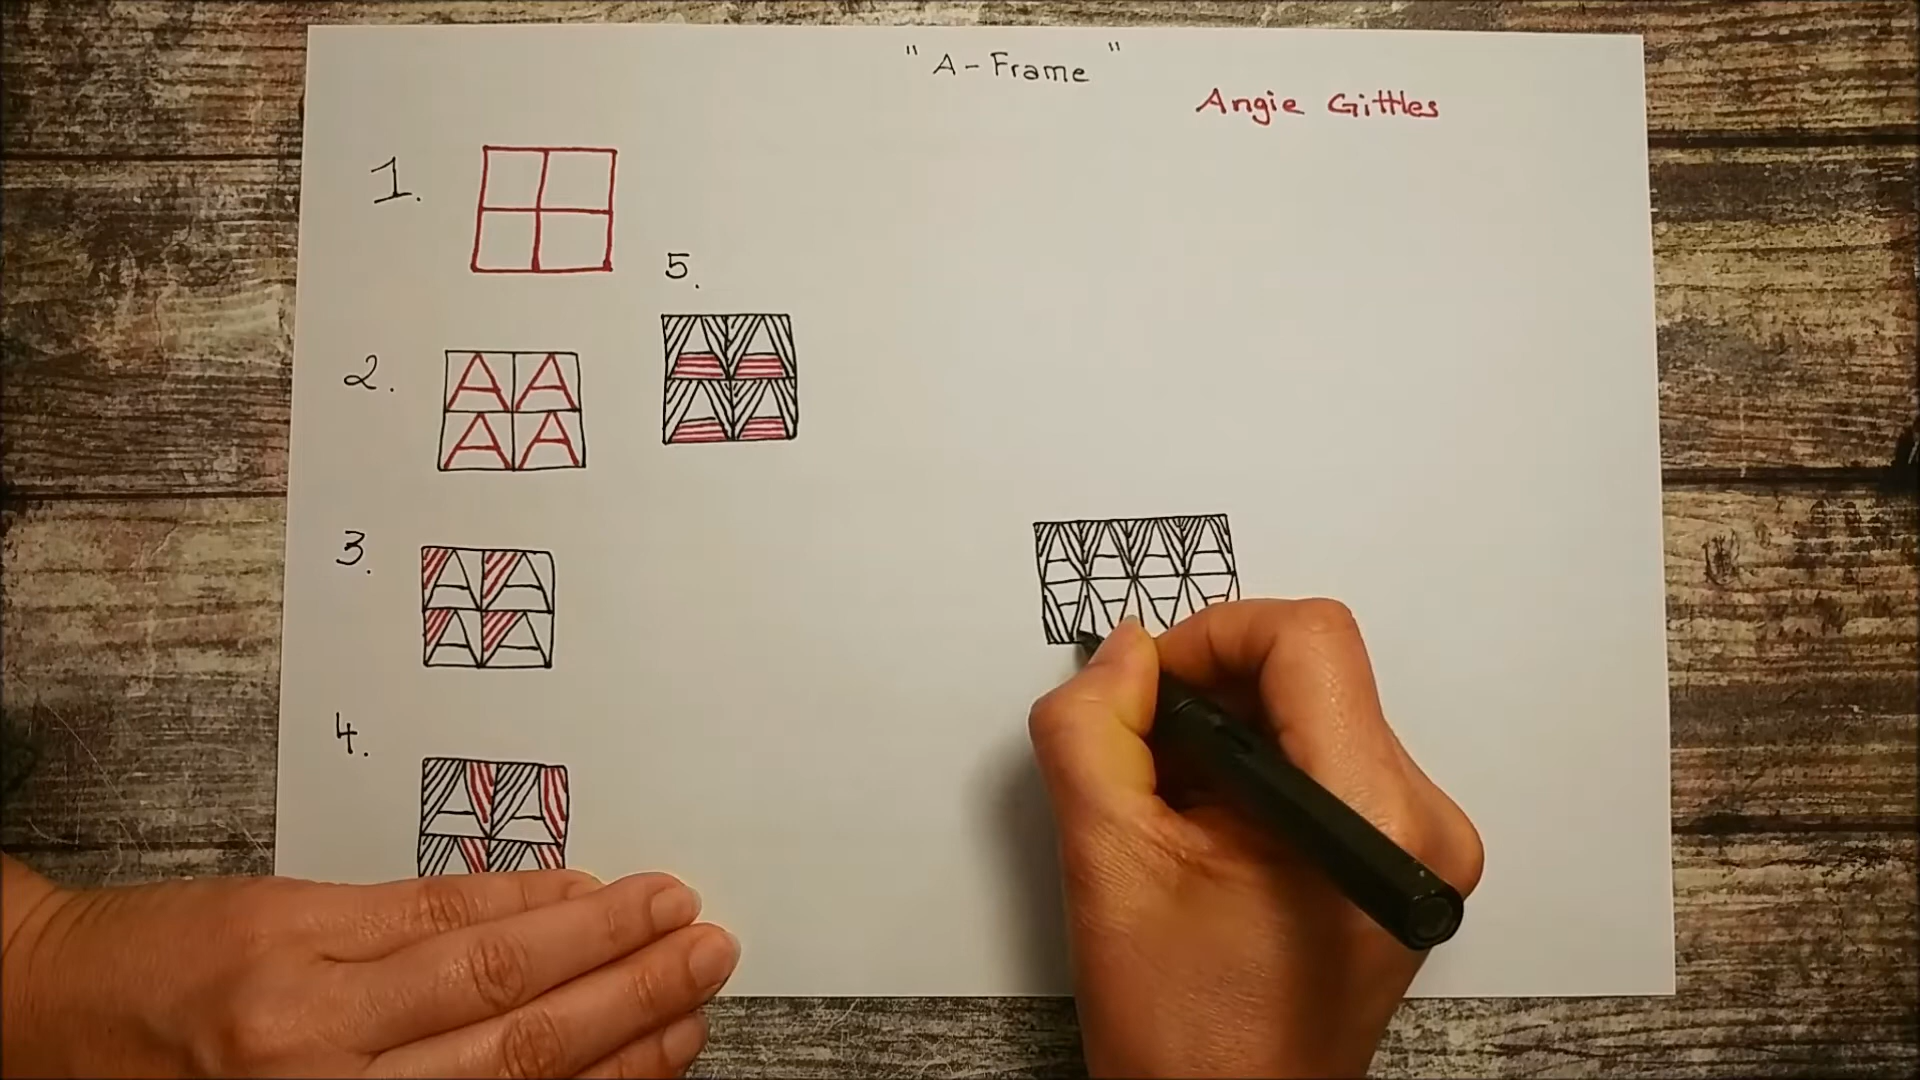 "A-Frame"
Angie Gittles
1.
2.
A A
A A
3.
4.
5.